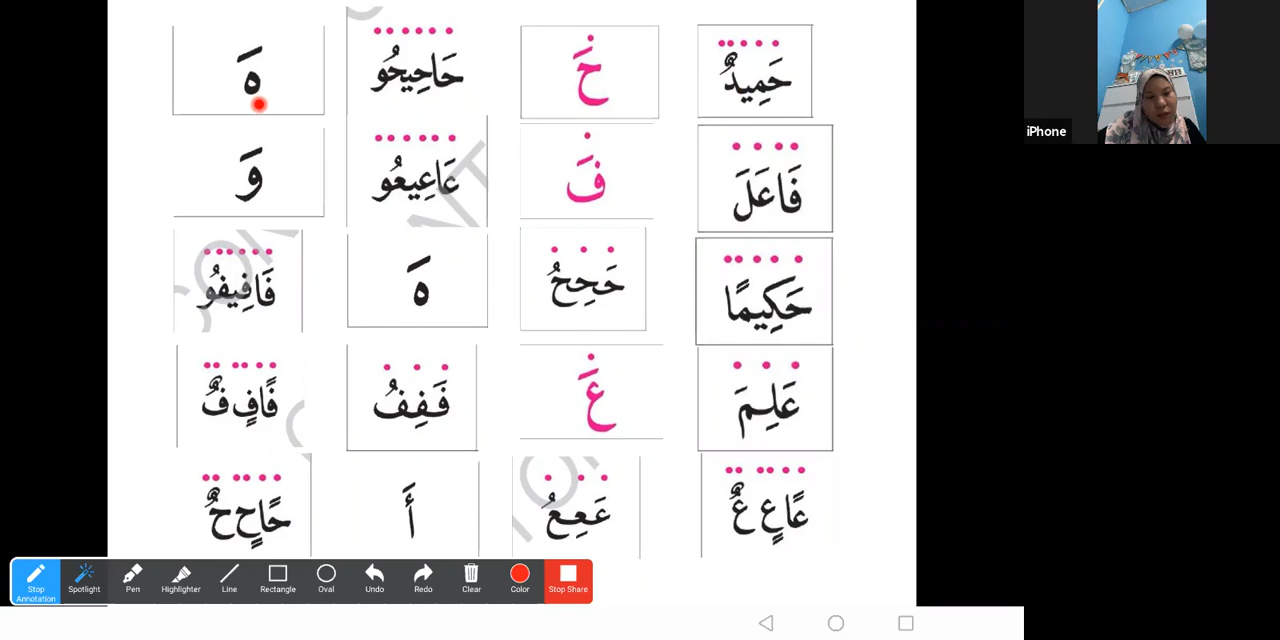 حَمِيدٌ خَ حَاحِيحُو هَ
فَاعَلَ فَ عَاعِيعُو وَ
حَكِيمًا حَحِحُ هَ فَافِيفُو
عَلِمَ غَ فَفِفُ فًافٍفٌ
عًاعٍعٌ عَعِعُ أَ حًاحٍحٌ
iPhone
Stop Annotation
Spotlight
Pen
Highlighter
Line
Rectangle
Oval
Undo
Redo
Clear
Color
Stop Share